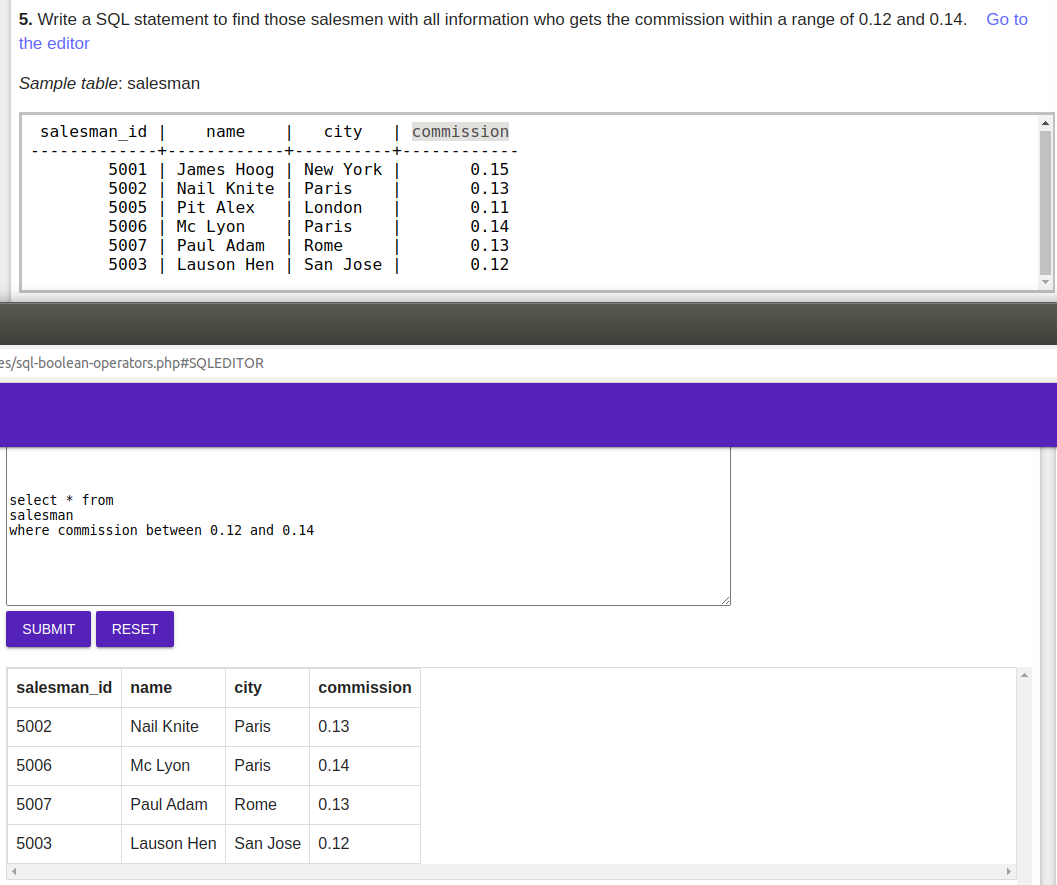 5. Write a SQL statement to find those salesmen with all information who gets the commission within a range of 0.12 and 0.14. Go to
the editor
Sample table: salesman
salesman_id | name | city | commission
-------------+------------+----------+------------
5001 | James Hoog | New York | 0.15
5002 | Nail Knite | Paris | 0.13
5005 | Pit Alex | London | 0.11
5006 | Mc Lyon | Paris | 0.14
5007 | Paul Adam | Rome | 0.13
5003 | Lauson Hen | San Jose | 0.12
es/sql-boolean-operators.php#SQLEDITOR
select * from
salesman
where commission between 0.12 and 0.14
SUBMIT RESET
salesman_id name city commission
5002 Nail Knite Paris 0.13
5006 Mc Lyon Paris 0.14
5007 Paul Adam Rome 0.13
5003 Lauson Hen San Jose 0.12